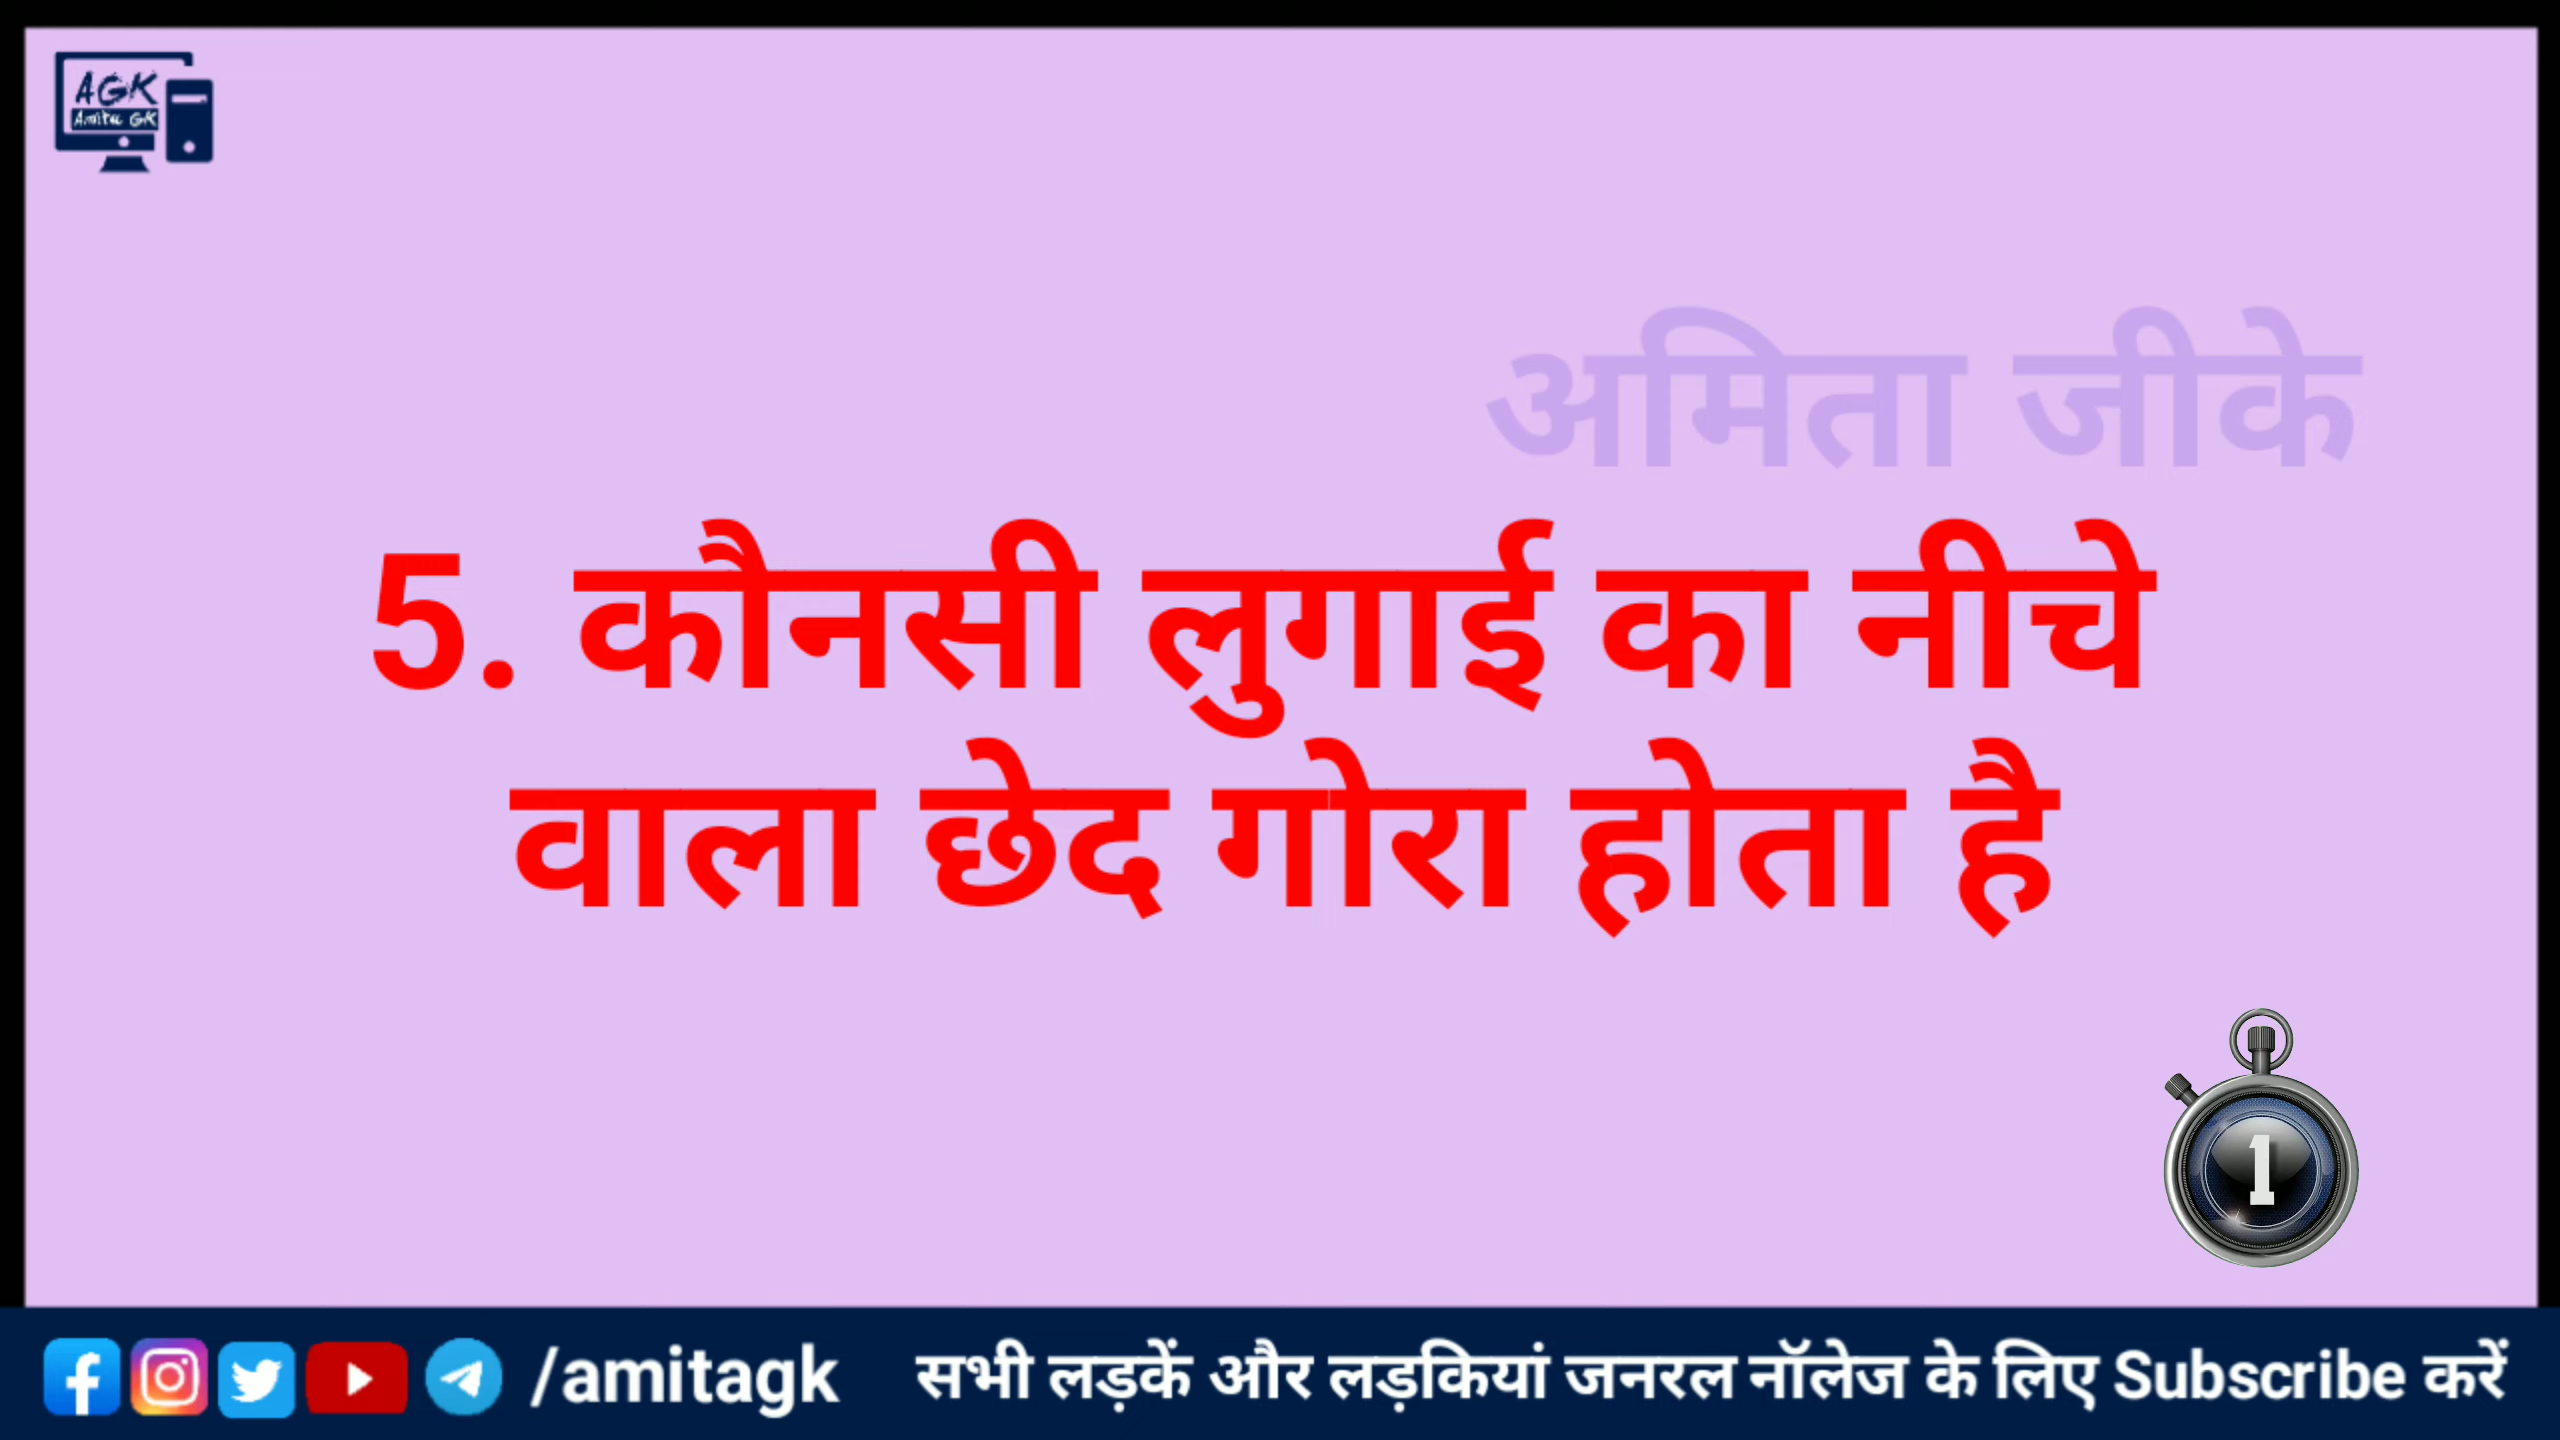 AGK
Amita GK
अमिता जीके
5. कौनसी लुगाई का नीचे
वाला छेद गोरा होता है
1
/amitagk सभी लड़कें और लड़कियां जनरल नॉलेज के लिए Subscribe करें